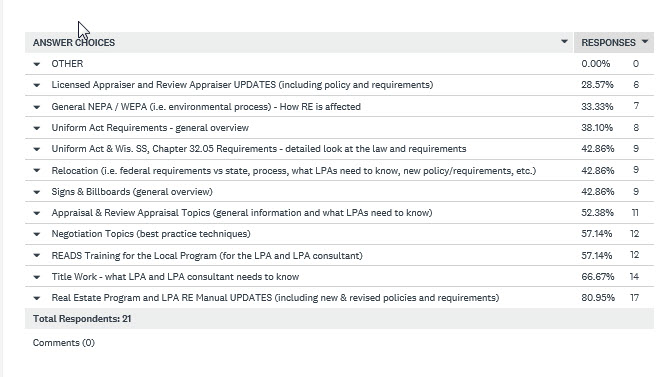 ANSWER CHOICES RESPONSES
OTHER 0.00% 0
Licensed Appraiser and Review Appraiser UPDATES (including policy and requirements) 28.57% 6
General NEPA / WEPA (i.e. environmental process) - How RE is affected 33.33% 7
Uniform Act Requirements - general overview 38.10% 8
Uniform Act & Wis. SS, Chapter 32.05 Requirements - detailed look at the law and requirements 42.86% 9
Relocation (i.e. federal requirements vs state, process, what LPAs need to know, new policy/requirements, etc.) 42.86% 9
Signs & Billboards (general overview) 42.86% 9
Appraisal & Review Appraisal Topics (general information and what LPAs need to know) 52.38% 11
Negotiation Topics (best practice techniques) 57.14% 12
READS Training for the Local Program (for the LPA and LPA consultant) 57.14% 12
Title Work - what LPA and LPA consultant needs to know 66.67% 14
Real Estate Program and LPA RE Manual UPDATES (including new & revised policies and requirements) 80.95% 17
Total Respondents: 21
Comments (0)